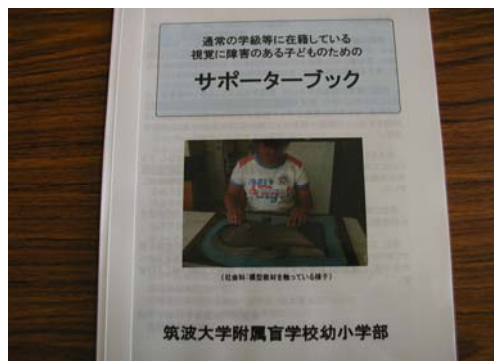 通常の学級等に在籍している
視覚に障害のある子どものための
サポーターブック
(社会科:模型教材を触っている様子)
筑波大学附属盲学校幼小学部